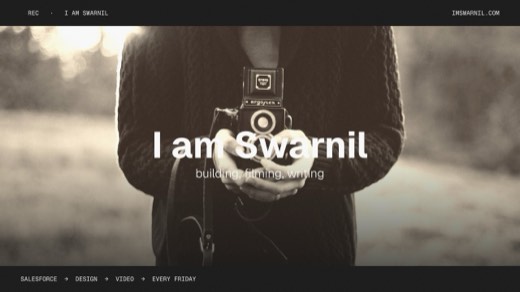 REC · I AM SWARNIL
IMSWARNIL.COM
I am Swarnil
building, filming, writing
SALESFORCE → DESIGN → VIDEO → EVERY FRIDAY